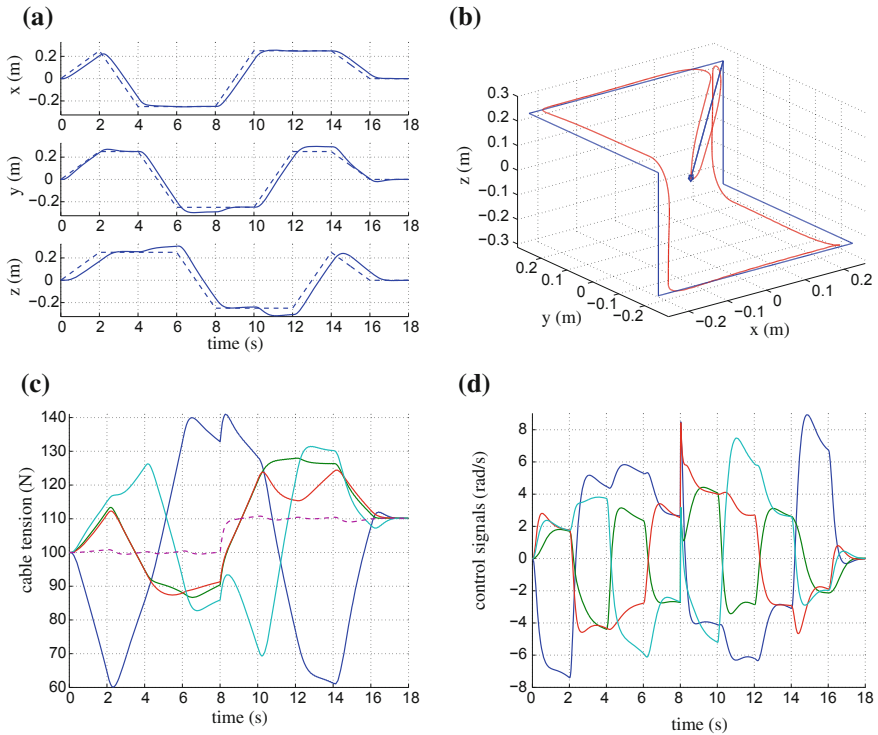 (a)
x (m)
0.2
0
−0.2
0 2 4 6 8 10 12 14 16 18
y (m)
0.2
0
−0.2
0 2 4 6 8 10 12 14 16 18
z (m)
0.2
0
−0.2
0 2 4 6 8 10 12 14 16 18
time (s)
(b)
z (m)
0.3
0.2
0.1
0
−0.1
−0.2
−0.3
0.2
0.1
0
−0.1
−0.2
y (m)
−0.2
−0.1
0
0.1
0.2
x (m)
(c)
cable tension (N)
140
130
120
110
100
90
80
70
60
0 2 4 6 8 10 12 14 16 18
time (s)
(d)
control signals (rad/s)
8
6
4
2
0
−2
−4
−6
−8
0 2 4 6 8 10 12 14 16 18
time (s)